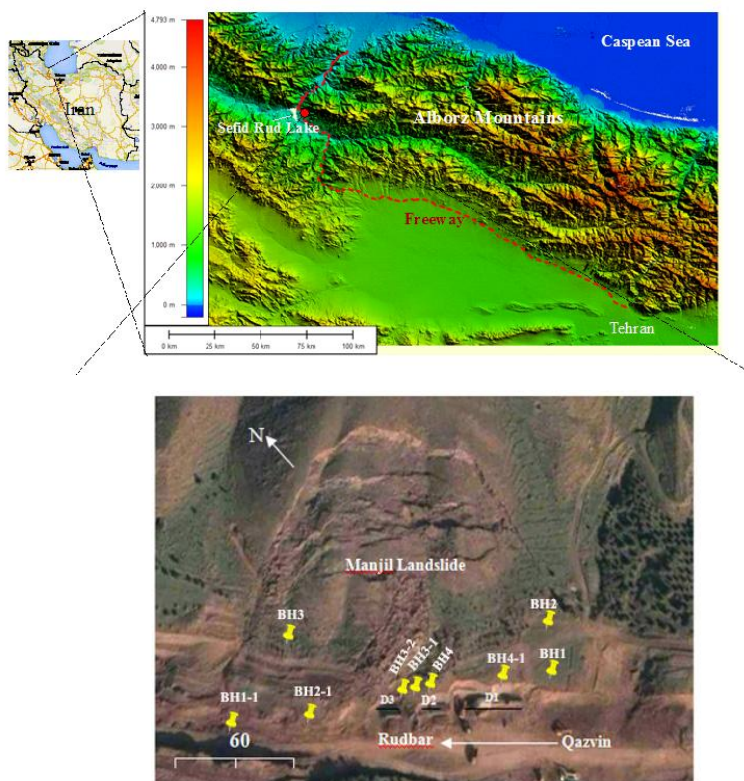 4,793 m
4,000 m
3,000 m
2,000 m
1,000 m
0 m
Caspean Sea
Iran
Sefid Rud Lake
Alborz Mountains
Freeway
Tehran
0 km 25 km 50 km 75 km 100 km
N
Manjil Landslide
BH3
BH2
BH3-2
BH3-1
BH4
BH4-1
BH1
BH1-1
BH2-1
D3
D2
D1
60
Rudbar
Qazvin